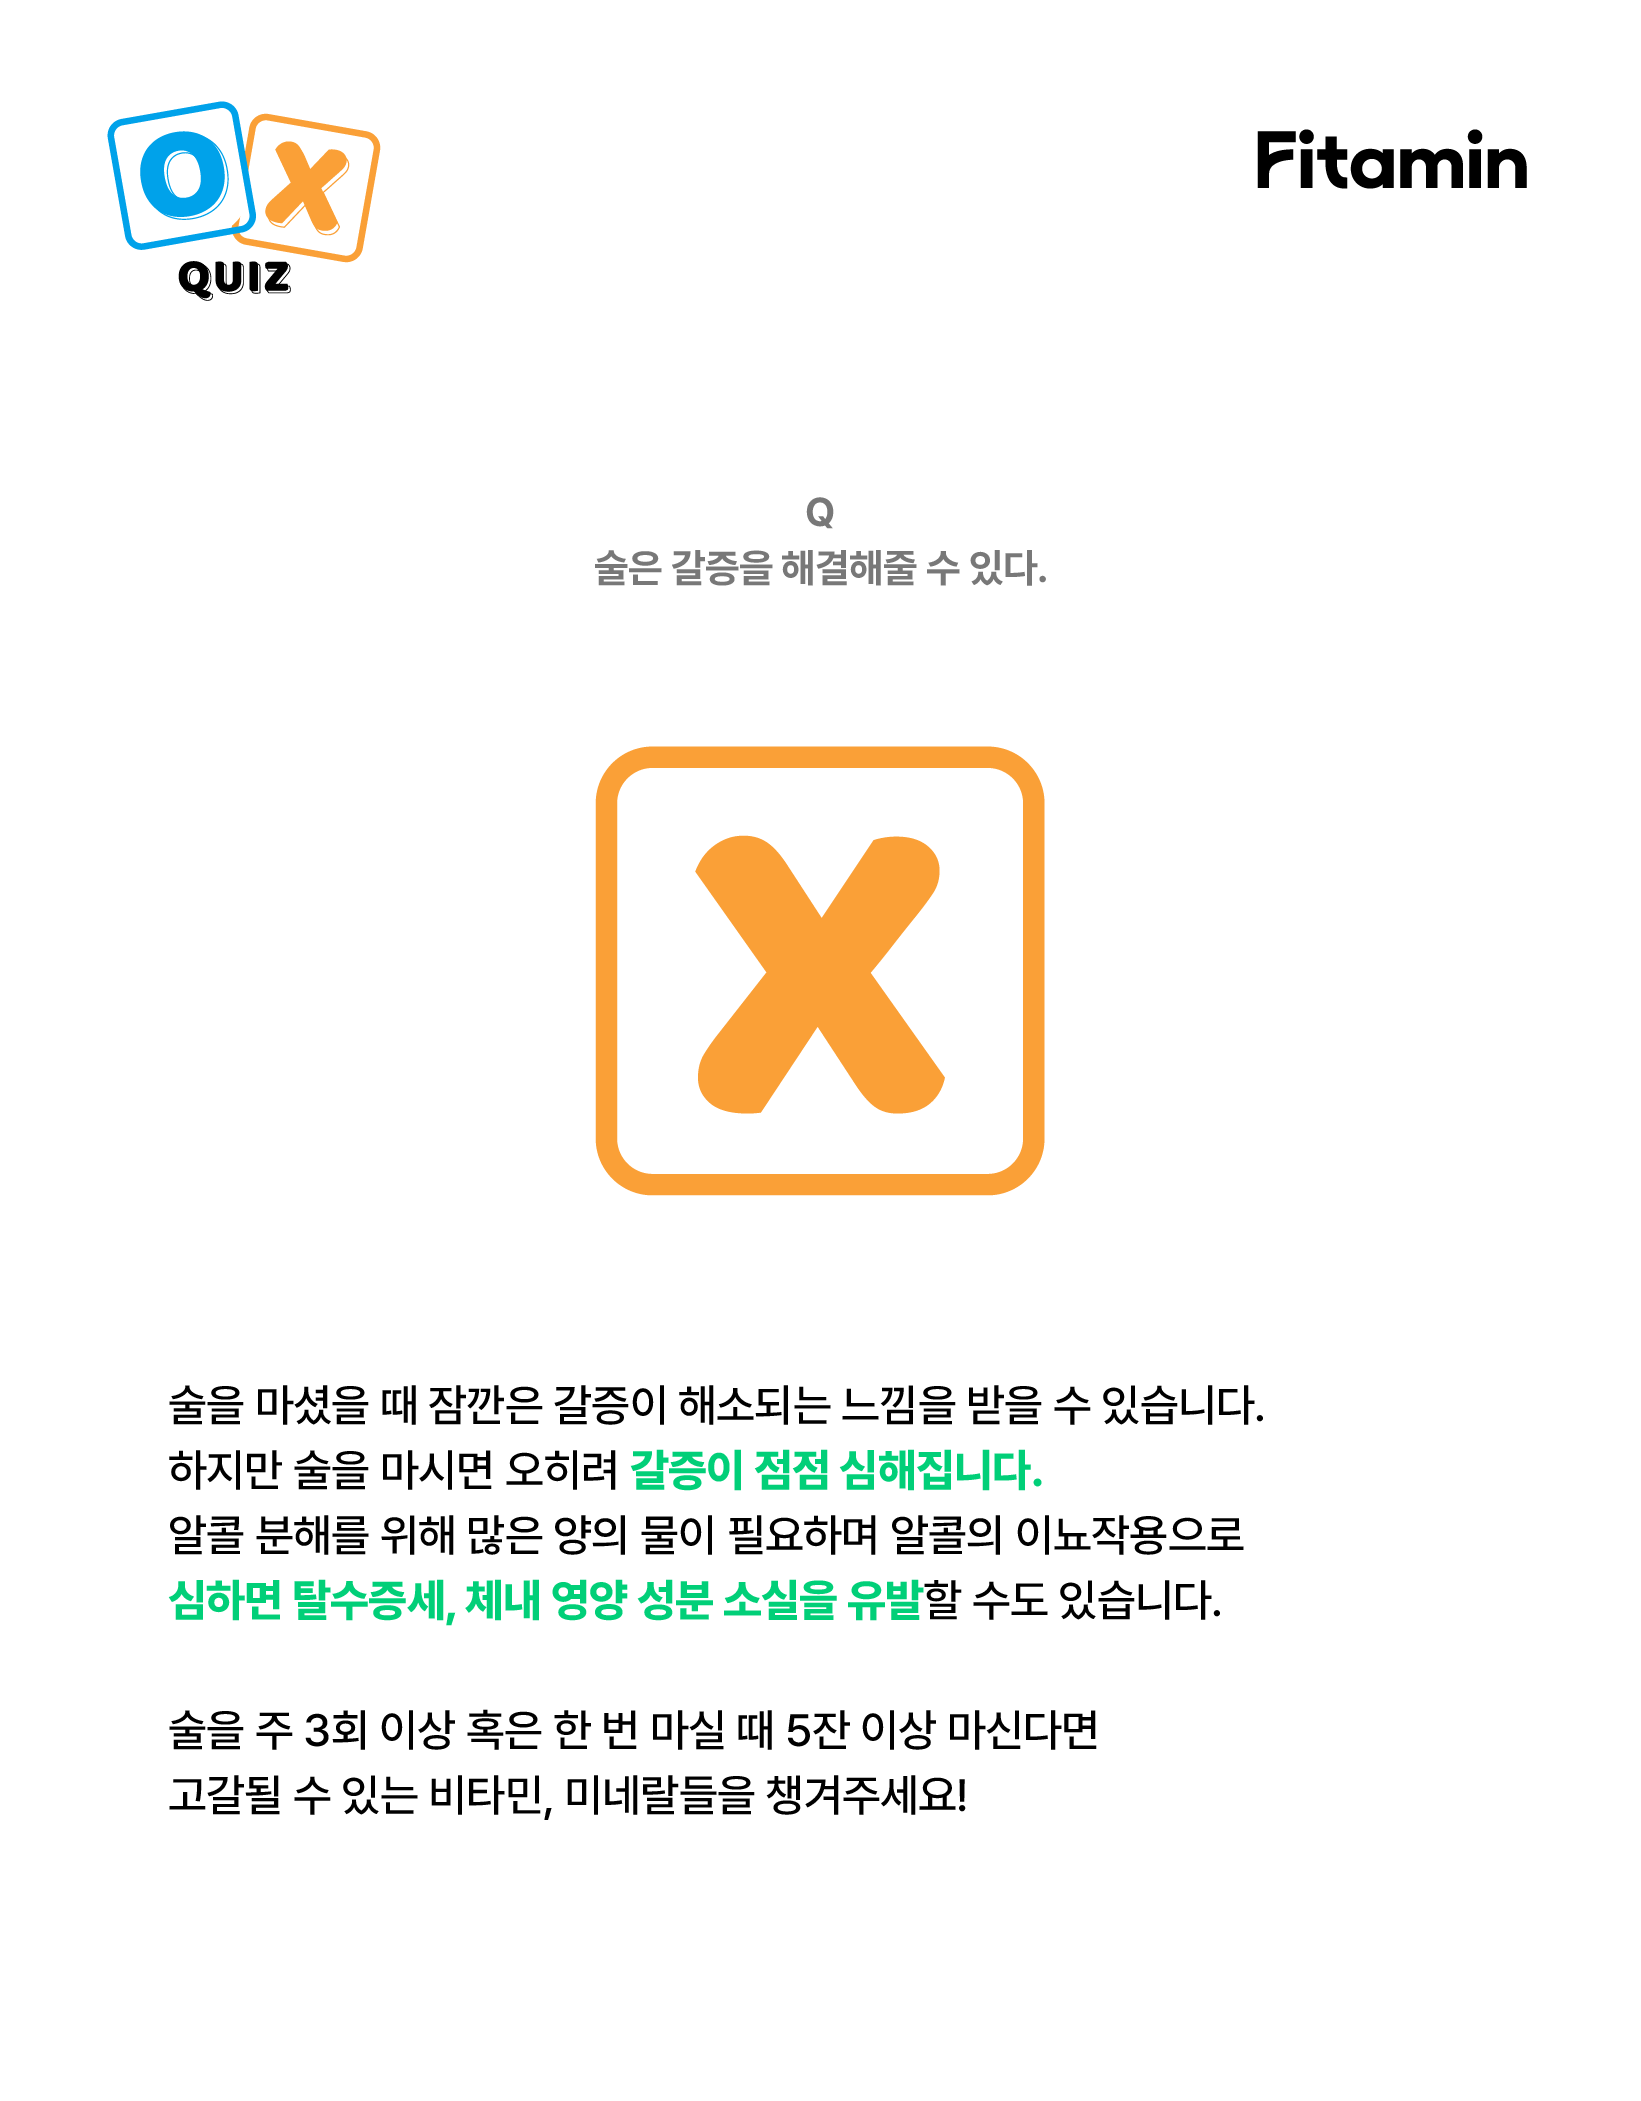 O X
QUIZ
Fitamin
Q
술은 갈증을 해결해줄 수 있다.
X
술을 마셨을 때 잠깐은 갈증이 해소되는 느낌을 받을 수 있습니다.
하지만 술을 마시면 오히려 갈증이 점점 심해집니다.
알콜 분해를 위해 많은 양의 물이 필요하며 알콜의 이뇨작용으로
심하면 탈수증세, 체내 영양 성분 소실을 유발할 수도 있습니다.
술을 주 3회 이상 혹은 한 번 마실 때 5잔 이상 마신다면
고갈될 수 있는 비타민, 미네랄들을 챙겨주세요!